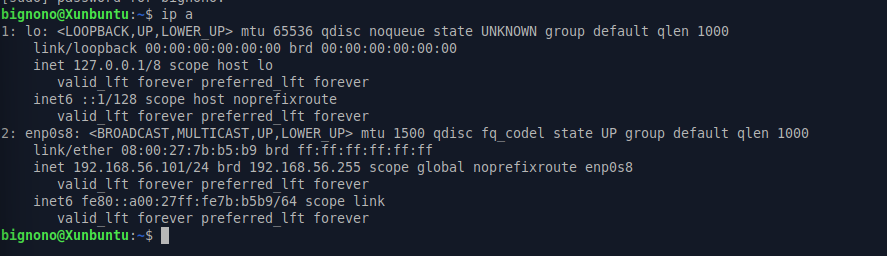 [sudo] password for bignono:
bignono@Xunbuntu:~$ ip a
1: lo: <LOOPBACK,UP,LOWER_UP> mtu 65536 qdisc noqueue state UNKNOWN group default qlen 1000
    link/loopback 00:00:00:00:00:00 brd 00:00:00:00:00:00
    inet 127.0.0.1/8 scope host lo
       valid_lft forever preferred_lft forever
    inet6 ::1/128 scope host noprefixroute
       valid_lft forever preferred_lft forever
2: enp0s8: <BROADCAST,MULTICAST,UP,LOWER_UP> mtu 1500 qdisc fq_codel state UP group default qlen 1000
    link/ether 08:00:27:7b:b5:b9 brd ff:ff:ff:ff:ff:ff
    inet 192.168.56.101/24 brd 192.168.56.255 scope global noprefixroute enp0s8
       valid_lft forever preferred_lft forever
    inet6 fe80::a00:27ff:fe7b:b5b9/64 scope link
       valid_lft forever preferred_lft forever
bignono@Xunbuntu:~$